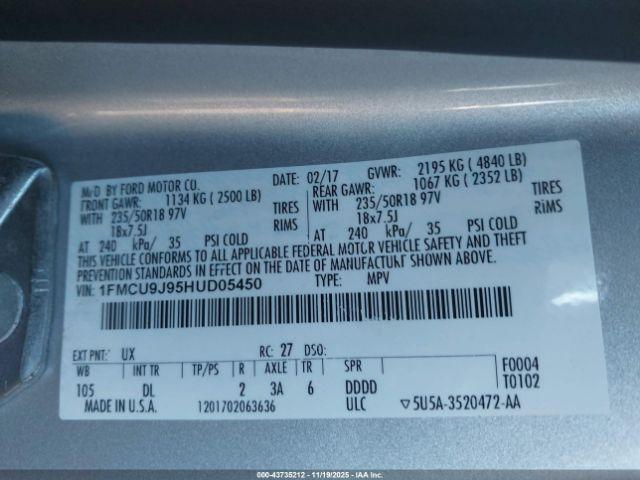 MFD BY FORD MOTOR CO. DATE: 02/17 GVWR: 2195 KG ( 4840 LB)
FRONT GAWR: 1134 KG ( 2500 LB) REAR GAWR: 1067 KG ( 2352 LB)
WITH 235/50R18 97V TIRES WITH 235/50R18 97V TIRES
18x7.5J RIMS 18x7.5J RIMS
AT 240 kPa/ 35 PSI COLD AT 240 kPa/ 35 PSI COLD
THIS VEHICLE CONFORMS TO ALL APPLICABLE FEDERAL MOTOR VEHICLE SAFETY AND THEFT
PREVENTION STANDARDS IN EFFECT ON THE DATE OF MANUFACTURE SHOWN ABOVE.
VIN: 1FMCU9J95HUD05450 TYPE: MPV
EXT PNT: UX RC: 27 DSO: F0004
WB INT TR TP/PS R AXLE TR SPR T0102
105 DL 2 3A 6 DDDD
MADE IN U.S.A. 1201702063636 ULC ▽5U5A-3520472-AA
000-43735212 - 11/19/2025 - IAA Inc.